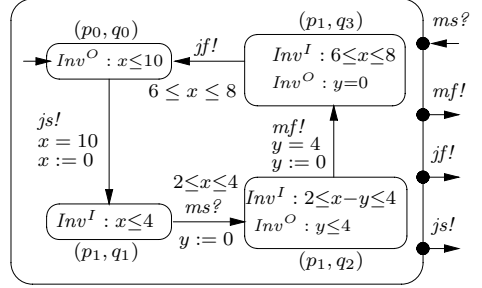 (p₀, q₀)
Inv^O : x≤10
jf!
6 ≤ x ≤ 8
(p₁, q₃)
Inv^I : 6≤x≤8
Inv^O : y=0
js!
x = 10
x := 0
mf!
y = 4
y := 0
Inv^I : x≤4
(p₁, q₁)
2≤x≤4
ms?
y := 0
Inv^I : 2≤x−y≤4
Inv^O : y≤4
(p₁, q₂)
ms?
mf!
jf!
js!